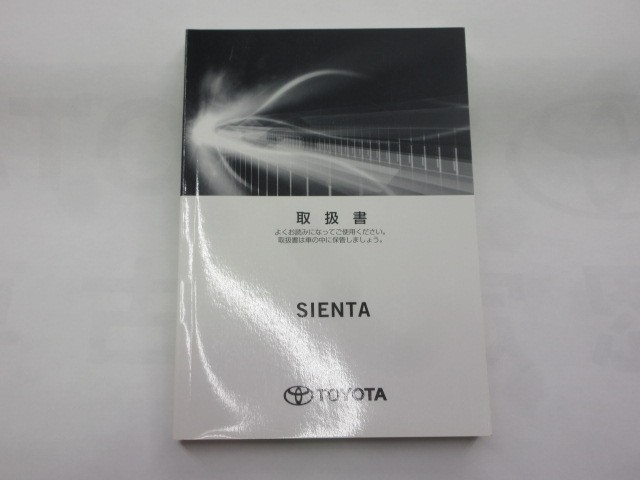 取扱書
よくお読みになってご使用ください。
取扱書は車の中に保管しましょう。
SIENTA
TOYOTA